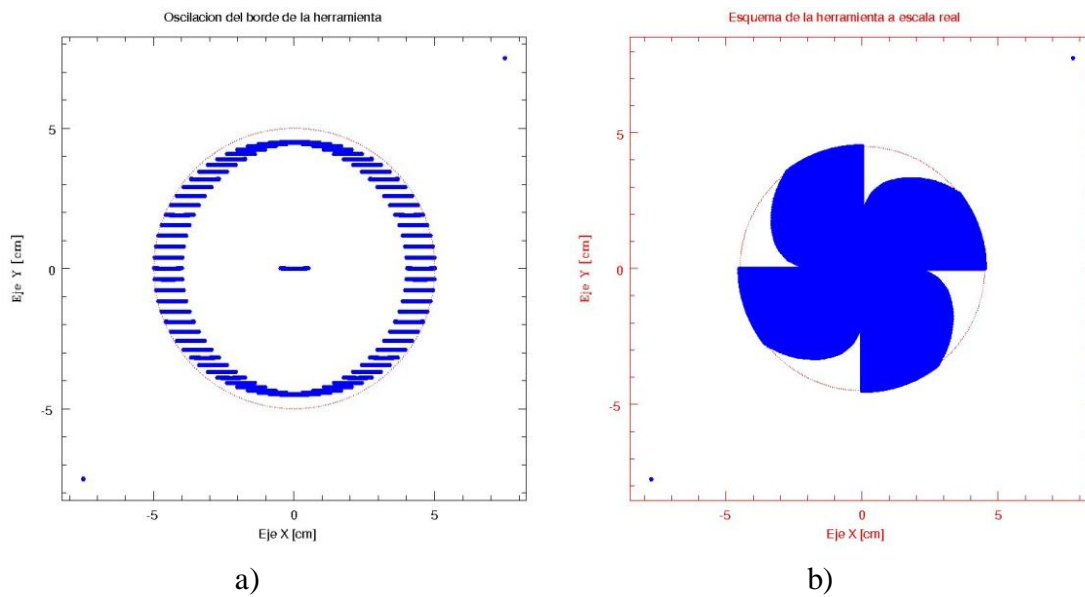 Oscilacion del borde de la herramienta
5
0
-5
Eje Y [cm]
-5
0
5
Eje X [cm]
a)
Esquema de la herramienta a escala real
5
0
-5
Eje Y [cm]
-5
0
5
Eje X [cm]
b)